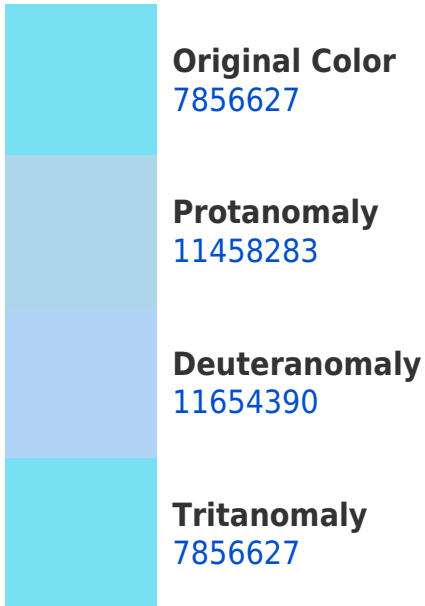 Original Color
7856627
Protanomaly
11458283
Deuteranomaly
11654390
Tritanomaly
7856627